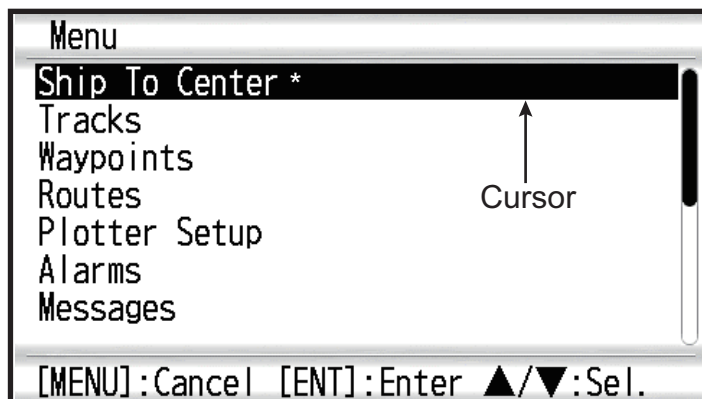 Menu
Ship To Center *
Tracks
Waypoints
Routes
Cursor
Plotter Setup
Alarms
Messages
[MENU]:Cancel [ENT]:Enter ▲/▼:Sel.